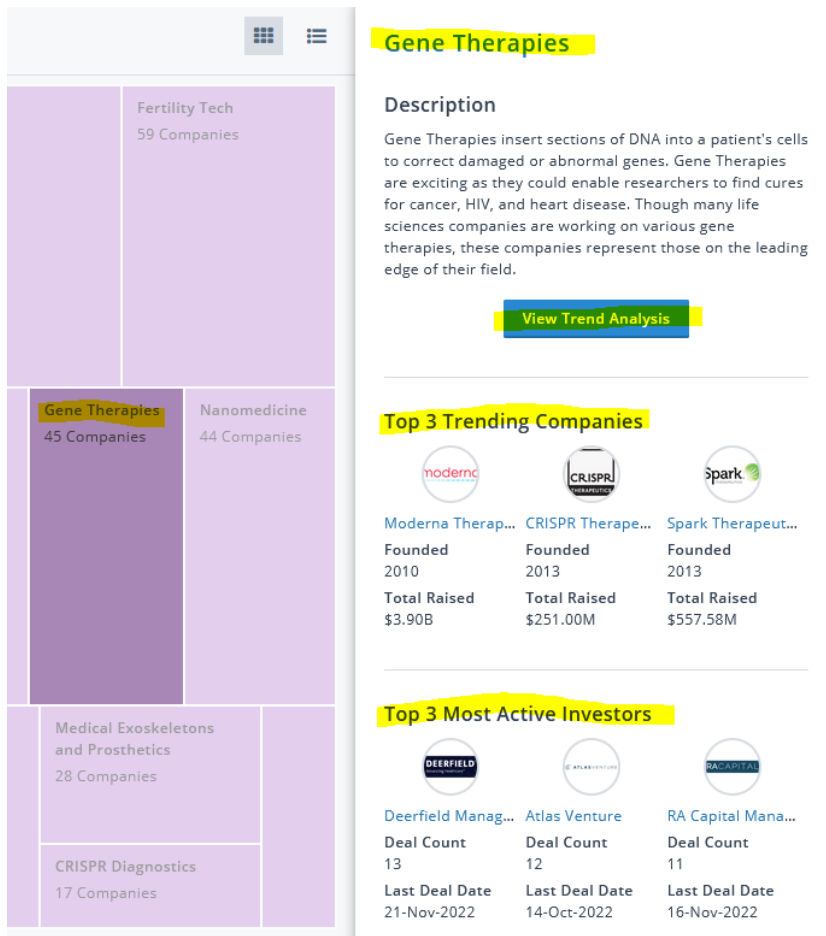 Fertility Tech
59 Companies
Gene Therapies
45 Companies
Nanomedicine
44 Companies
Medical Exoskeletons
and Prosthetics
28 Companies
CRISPR Diagnostics
17 Companies
Gene Therapies
Description
Gene Therapies insert sections of DNA into a patient's cells
to correct damaged or abnormal genes. Gene Therapies
are exciting as they could enable researchers to find cures
for cancer, HIV, and heart disease. Though many life
sciences companies are working on various gene
therapies, these companies represent those on the leading
edge of their field.
View Trend Analysis
Top 3 Trending Companies
moderna CRISPR Spark
THERAPEUTICS
Moderna Therap... CRISPR Therape... Spark Therapeut...
Founded Founded Founded
2010 2013 2013
Total Raised Total Raised Total Raised
$3.90B $251.00M $557.58M
Top 3 Most Active Investors
DEERFIELD ATLAS VENTURE RACAPITAL
Deerfield Manag... Atlas Venture RA Capital Mana...
Deal Count Deal Count Deal Count
13 12 11
Last Deal Date Last Deal Date Last Deal Date
21-Nov-2022 14-Oct-2022 16-Nov-2022